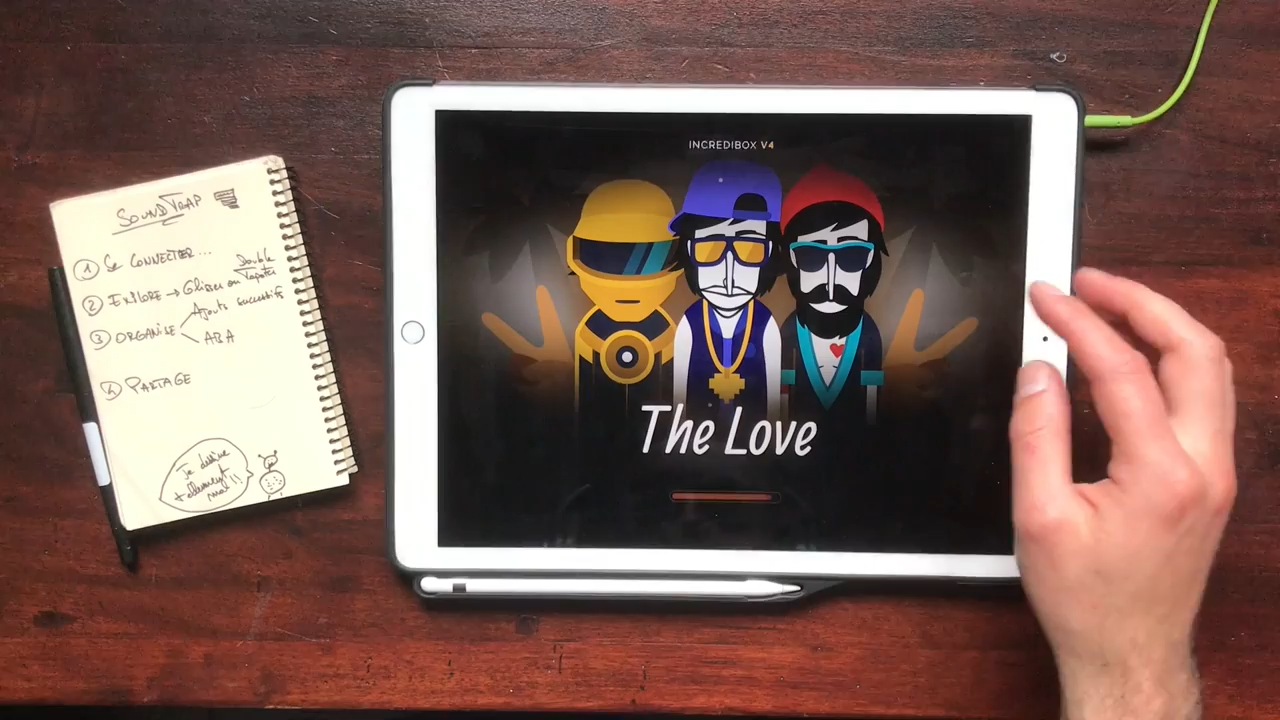 SOUNDTRAP
① Se CONNECTER...
② EXPLORE → Glisser ou Double Tapoter
③ ORGANISE Ajouts successifs
ABA
④ PARTAGE
Je dessine
tellement
mal !!
INCREDIBOX V4
The Love